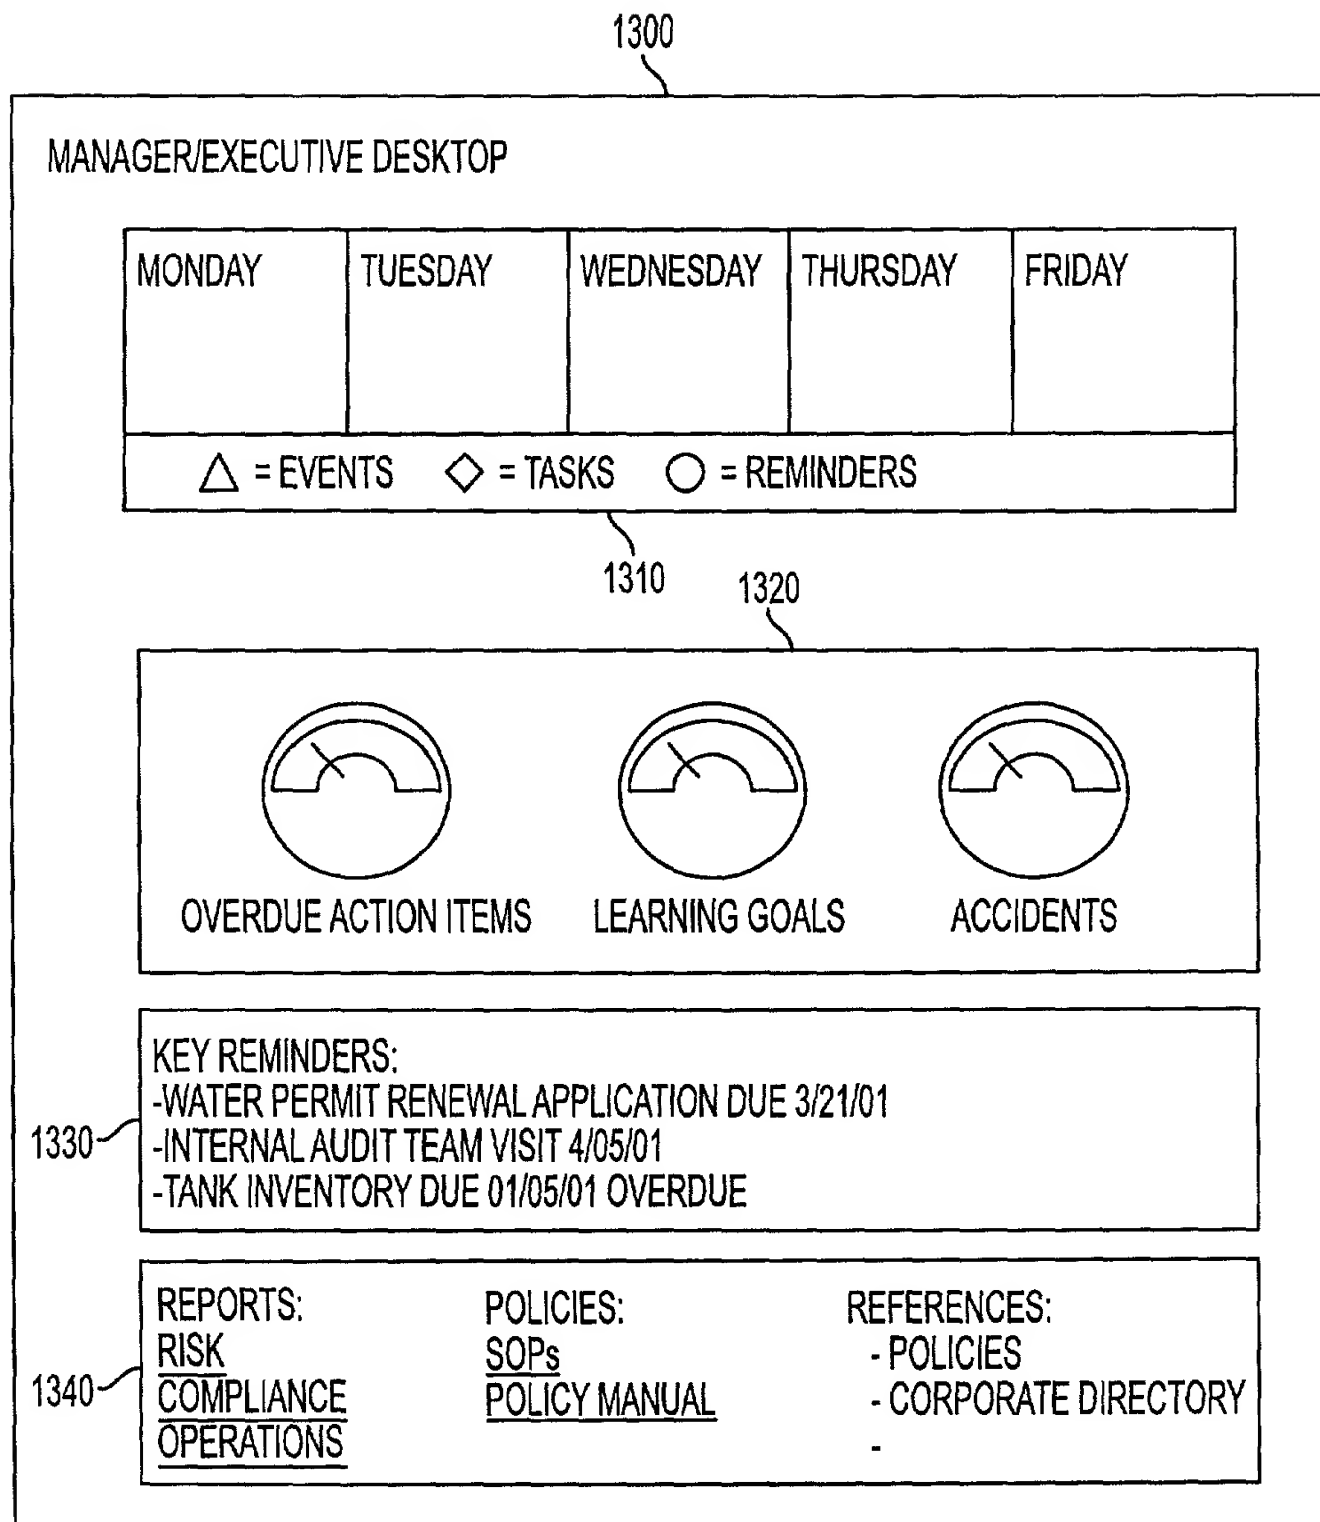 1300
MANAGER/EXECUTIVE DESKTOP
MONDAY TUESDAY WEDNESDAY THURSDAY FRIDAY
= EVENTS = TASKS = REMINDERS
1310
1320
OVERDUE ACTION ITEMS LEARNING GOALS ACCIDENTS
1330
KEY REMINDERS:
-WATER PERMIT RENEWAL APPLICATION DUE 3/21/01
-INTERNAL AUDIT TEAM VISIT 4/05/01
-TANK INVENTORY DUE 01/05/01 OVERDUE
1340
REPORTS:
RISK
COMPLIANCE
OPERATIONS
POLICIES:
SOPs
POLICY MANUAL
REFERENCES:
- POLICIES
- CORPORATE DIRECTORY
-